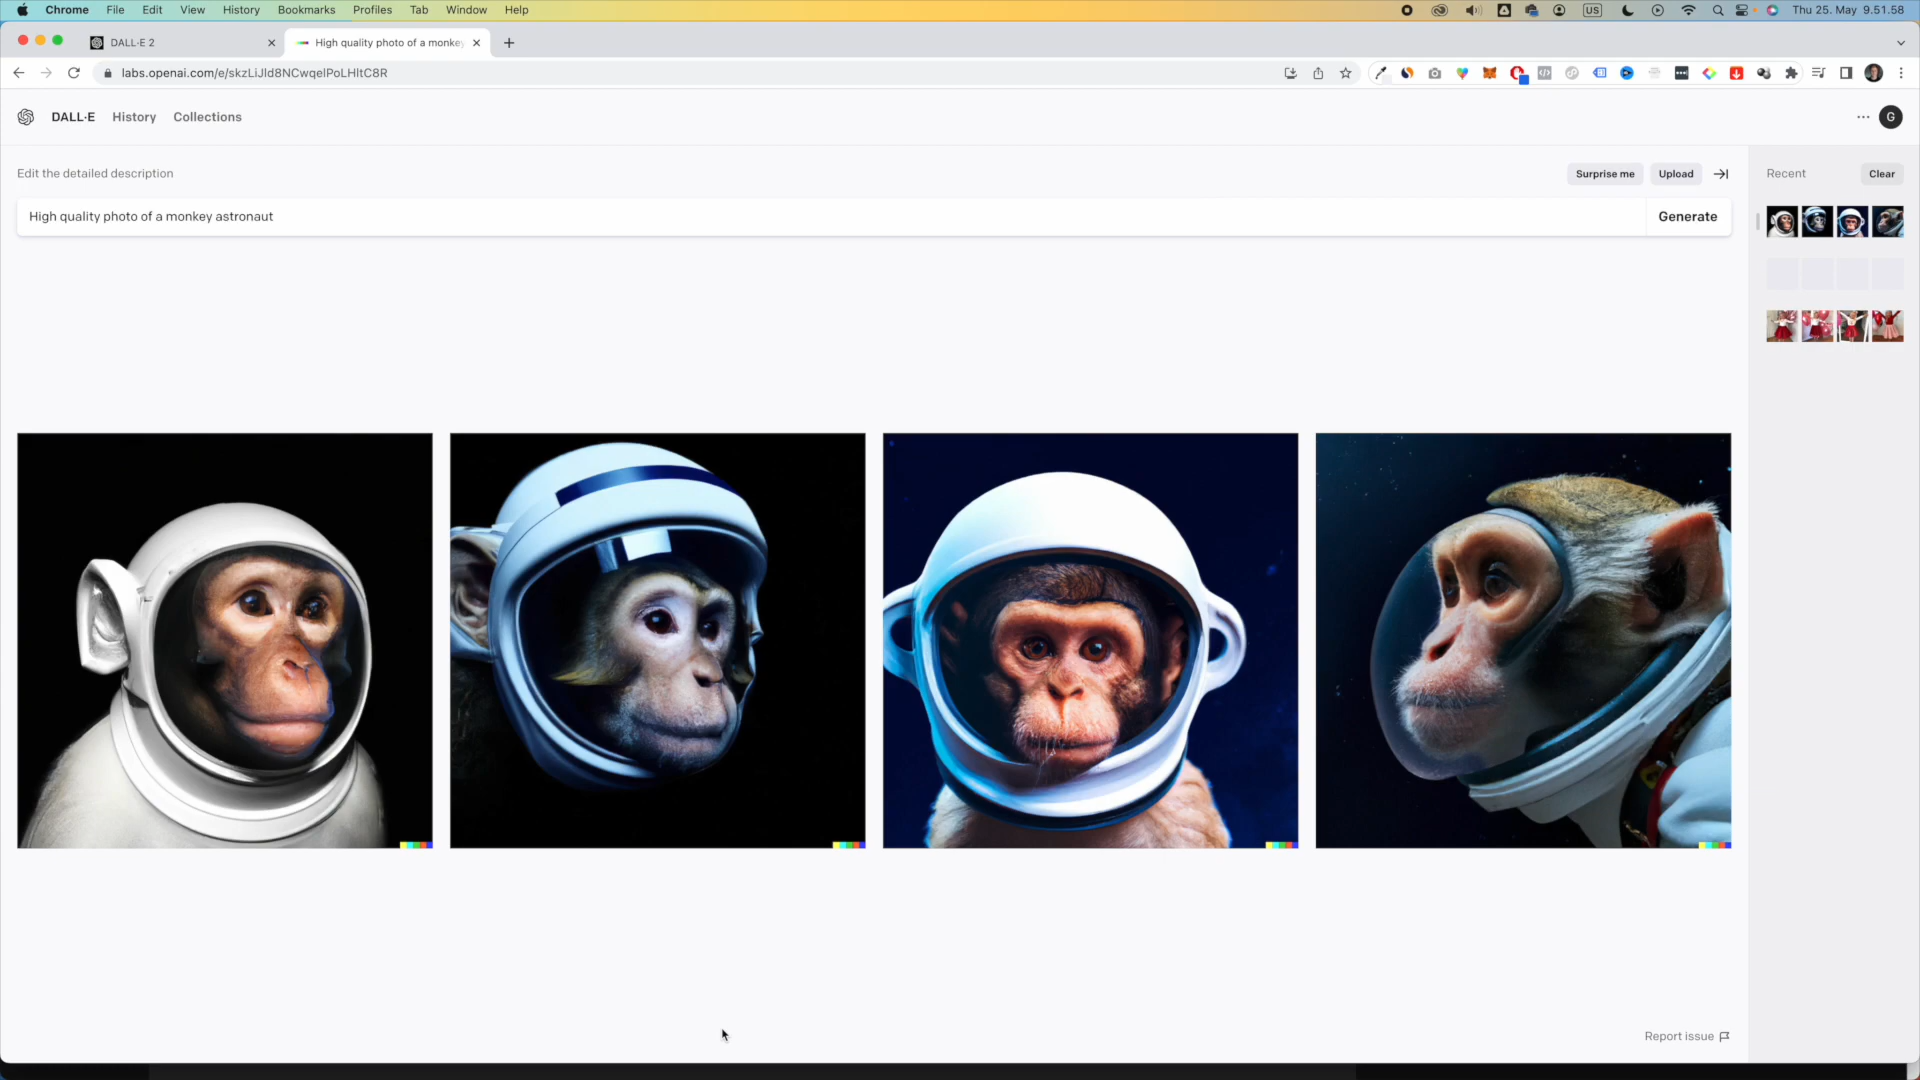 Chrome File Edit View History Bookmarks Profiles Tab Window Help
US
Thu 25. May 9.51.58
DALL·E 2
High quality photo of a monkey
labs.openai.com/e/skzLiJld8NCwqelPoLHltC8R
DALL·E History Collections
G
Edit the detailed description
Surprise me
Upload
Recent
Clear
High quality photo of a monkey astronaut
Generate
Report issue